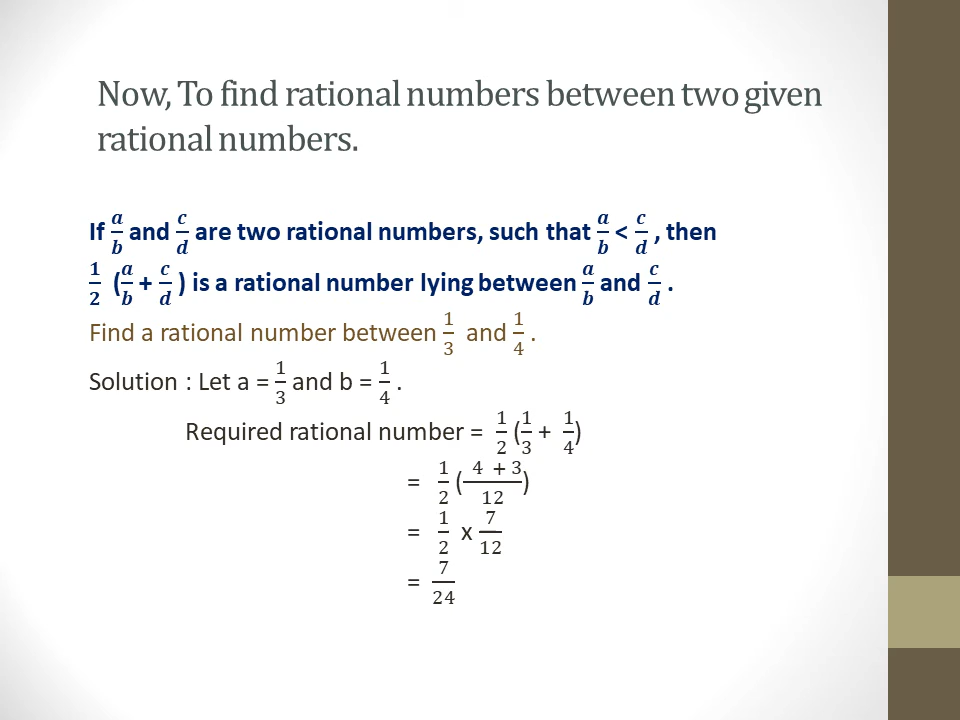 Now, To find rational numbers between two given
rational numbers.
If a/b and c/d are two rational numbers, such that a/b < c/d , then
1/2 (a/b + c/d ) is a rational number lying between a/b and c/d .
Find a rational number between 1/3 and 1/4 .
Solution : Let a = 1/3 and b = 1/4 .
Required rational number = 1/2 (1/3 + 1/4)
= 1/2 ( 4 + 3/12)
= 1/2 x 7/12
= 7/24